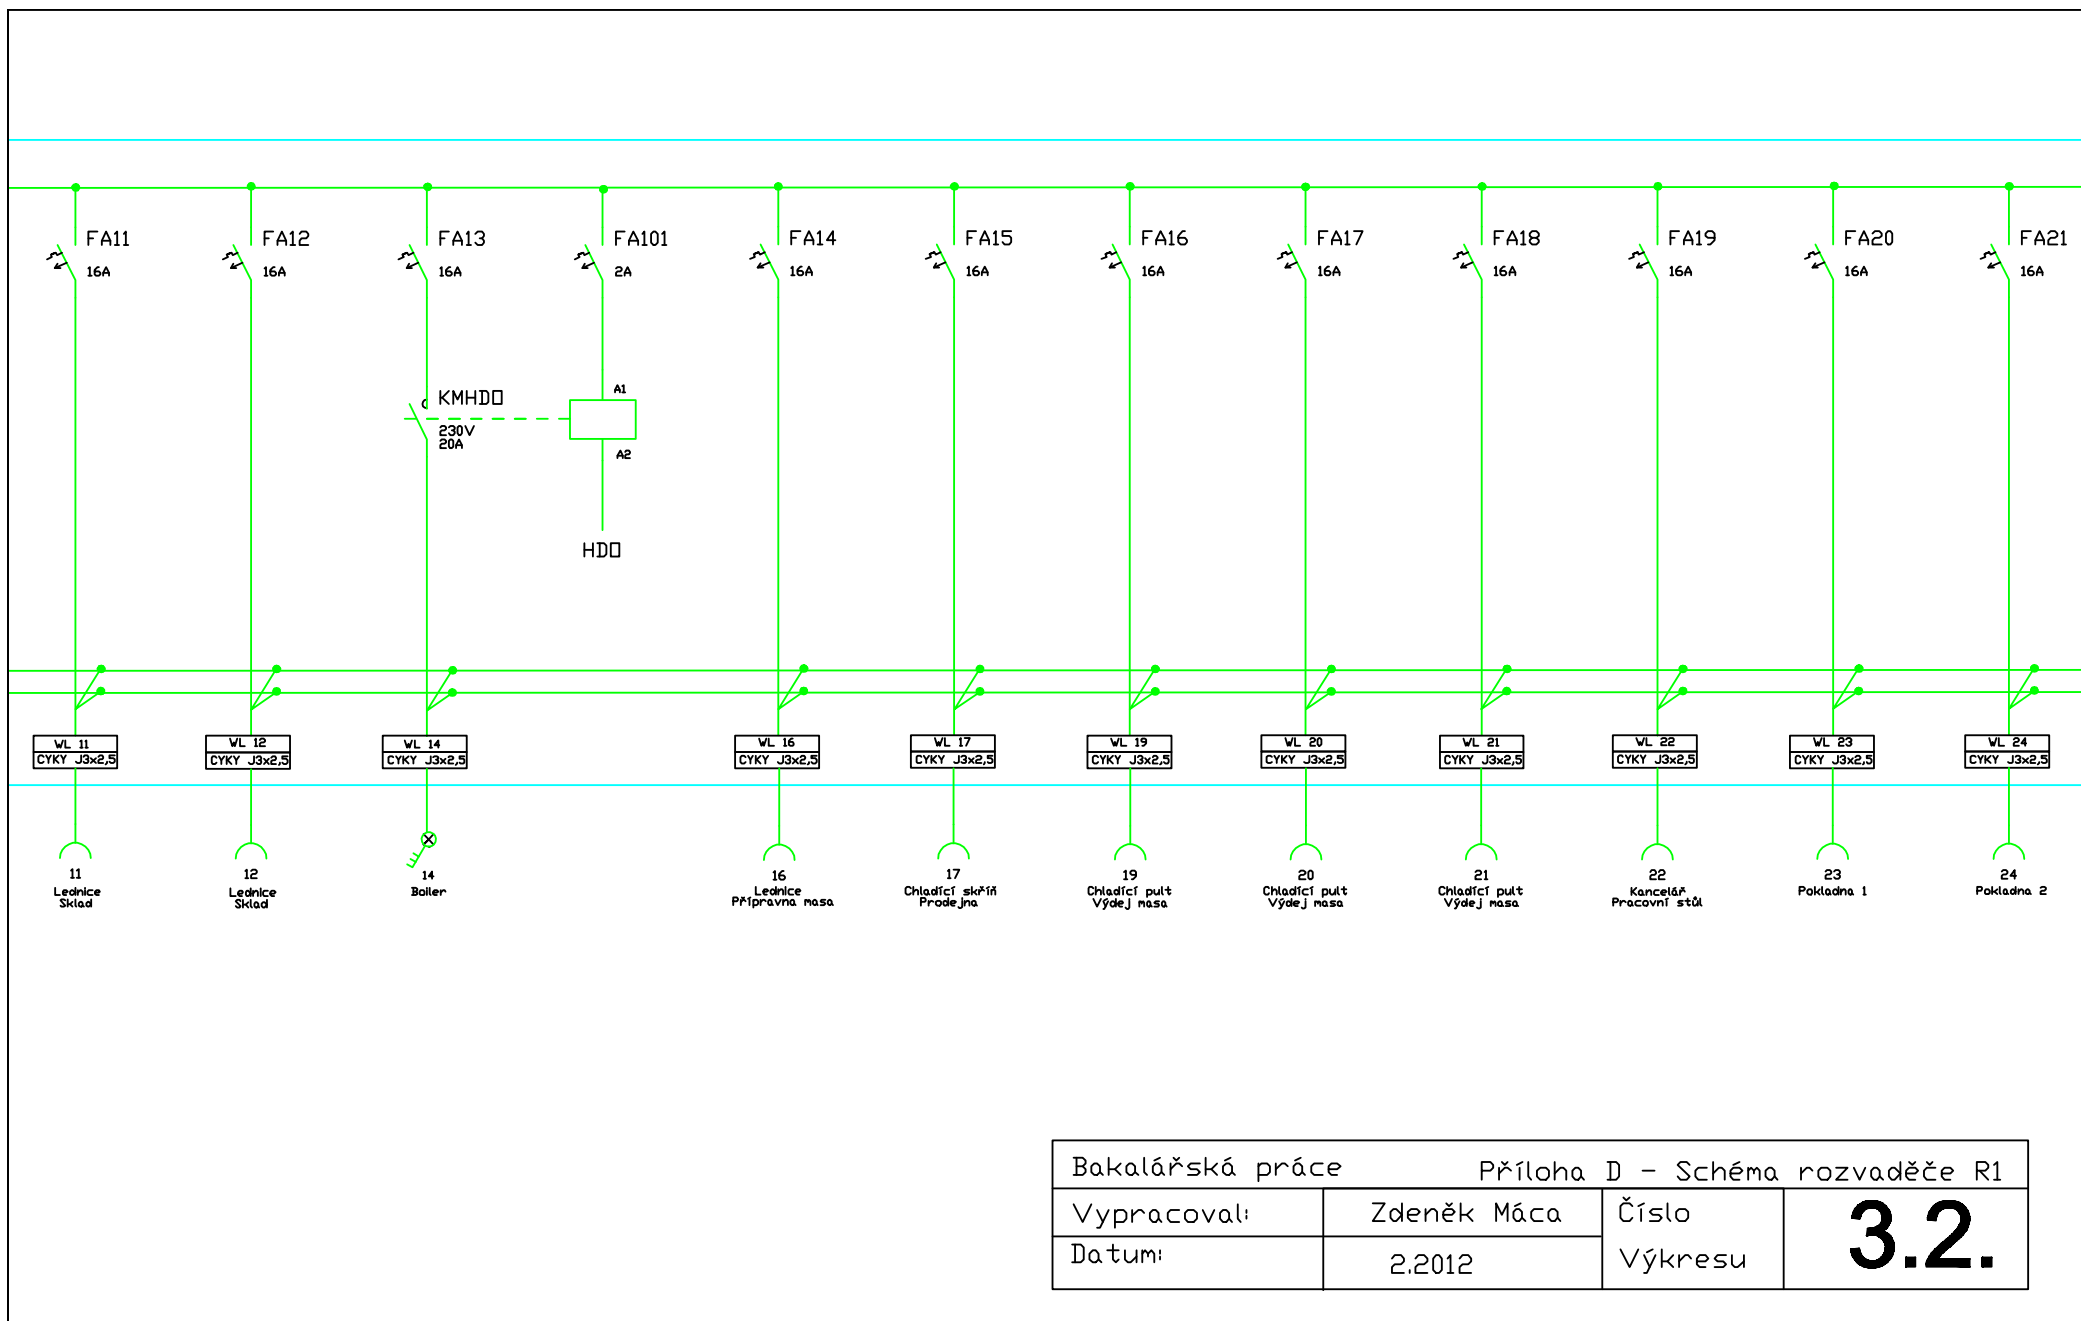 FA11 FA12 FA13 FA101 FA14 FA15 FA16 FA17 FA18 FA19 FA20 FA21
16A 16A 16A 2A 16A 16A 16A 16A 16A 16A 16A 16A
A1
KMHDO
230V
20A
A2
HDO
WL 11 WL 12 WL 14 WL 16 WL 17 WL 19 WL 20 WL 21 WL 22 WL 23 WL 24
CYKY J3x2,5 CYKY J3x2,5 CYKY J3x2,5 CYKY J3x2,5 CYKY J3x2,5 CYKY J3x2,5 CYKY J3x2,5 CYKY J3x2,5 CYKY J3x2,5 CYKY J3x2,5 CYKY J3x2,5
11
Lednice
Sklad
12
Lednice
Sklad
14
Boiler
16
Lednice
Přípravna masa
17
Chladící skříň
Prodejna
19
Chladící pult
Výdej masa
20
Chladící pult
Výdej masa
21
Chladící pult
Výdej masa
22
Kancelář
Pracovní stůl
23
Pokladna 1
24
Pokladna 2
Bakalářská práce Příloha D - Schéma rozvaděče R1
Vypracoval: Zdeněk Máca
Datum: 2.2012
Číslo
Výkresu
3.2.